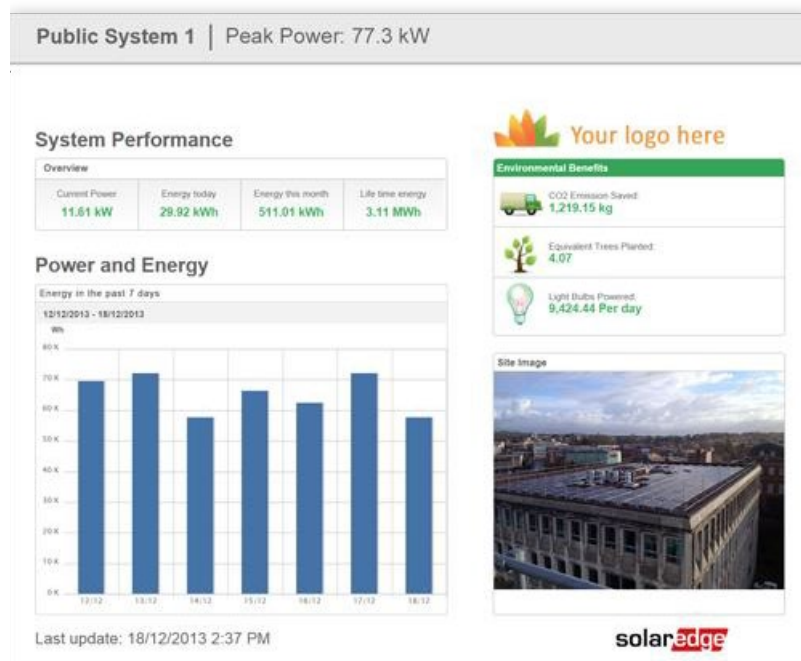 Public System 1 | Peak Power: 77.3 kW
Your logo here
System Performance
Overview
Current Power
Energy today
Energy this month
Life time energy
11.61 kW
29.92 kWh
511.01 kWh
3.11 MWh
Environmental Benefits
CO2 Emission Saved:
1,219.15 kg
Equivalent Trees Planted:
4.07
Light Bulbs Powered:
9,424.44 Per day
Power and Energy
Energy in the past 7 days
12/12/2013 - 18/12/2013
Wh
80 K
70 K
60 K
50 K
40 K
30 K
20 K
10 K
0 K
12/12
13/12
14/12
15/12
16/12
17/12
18/12
Site Image
Last update: 18/12/2013 2:37 PM
solaredge